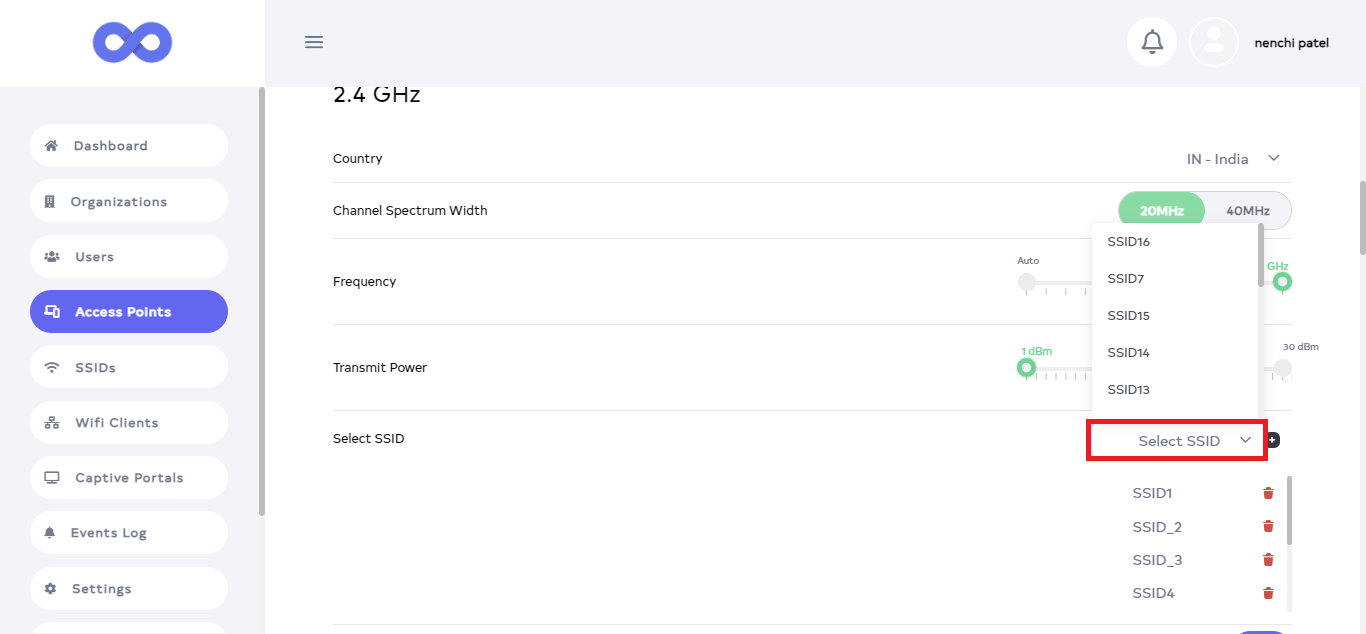 nenchi patel
Dashboard
Organizations
Users
Access Points
SSIDs
Wifi Clients
Captive Portals
Events Log
Settings
2.4 GHz
Country
IN - India
Channel Spectrum Width
20MHz 40MHz
Frequency
Auto
GHz
Transmit Power
1 dBm
30 dBm
SSID16
SSID7
SSID15
SSID14
SSID13
Select SSID
Select SSID
SSID1
SSID_2
SSID_3
SSID4